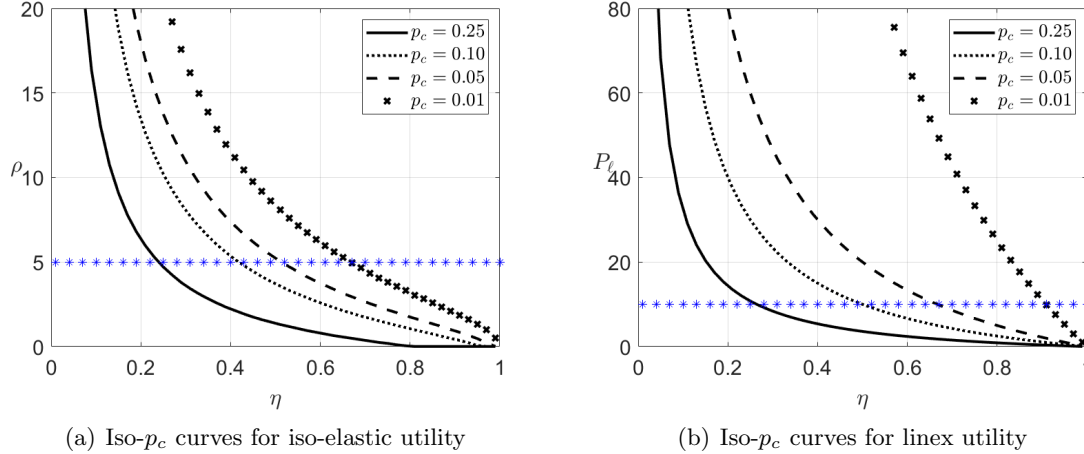 20
15
10
5
0
ρ
0
0.2
0.4
0.6
0.8
1
η
p_c = 0.25
p_c = 0.10
p_c = 0.05
p_c = 0.01
(a) Iso-p_c curves for iso-elastic utility
80
60
40
20
0
P_ℓ
0
0.2
0.4
0.6
0.8
1
η
p_c = 0.25
p_c = 0.10
p_c = 0.05
p_c = 0.01
(b) Iso-p_c curves for linex utility